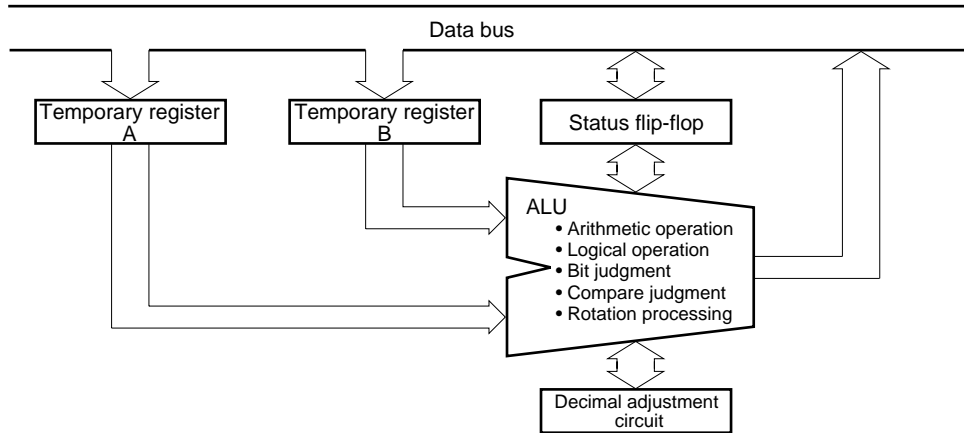 Data bus
Temporary register
A
Temporary register
B
Status flip-flop
ALU
• Arithmetic operation
• Logical operation
• Bit judgment
• Compare judgment
• Rotation processing
Decimal adjustment
circuit